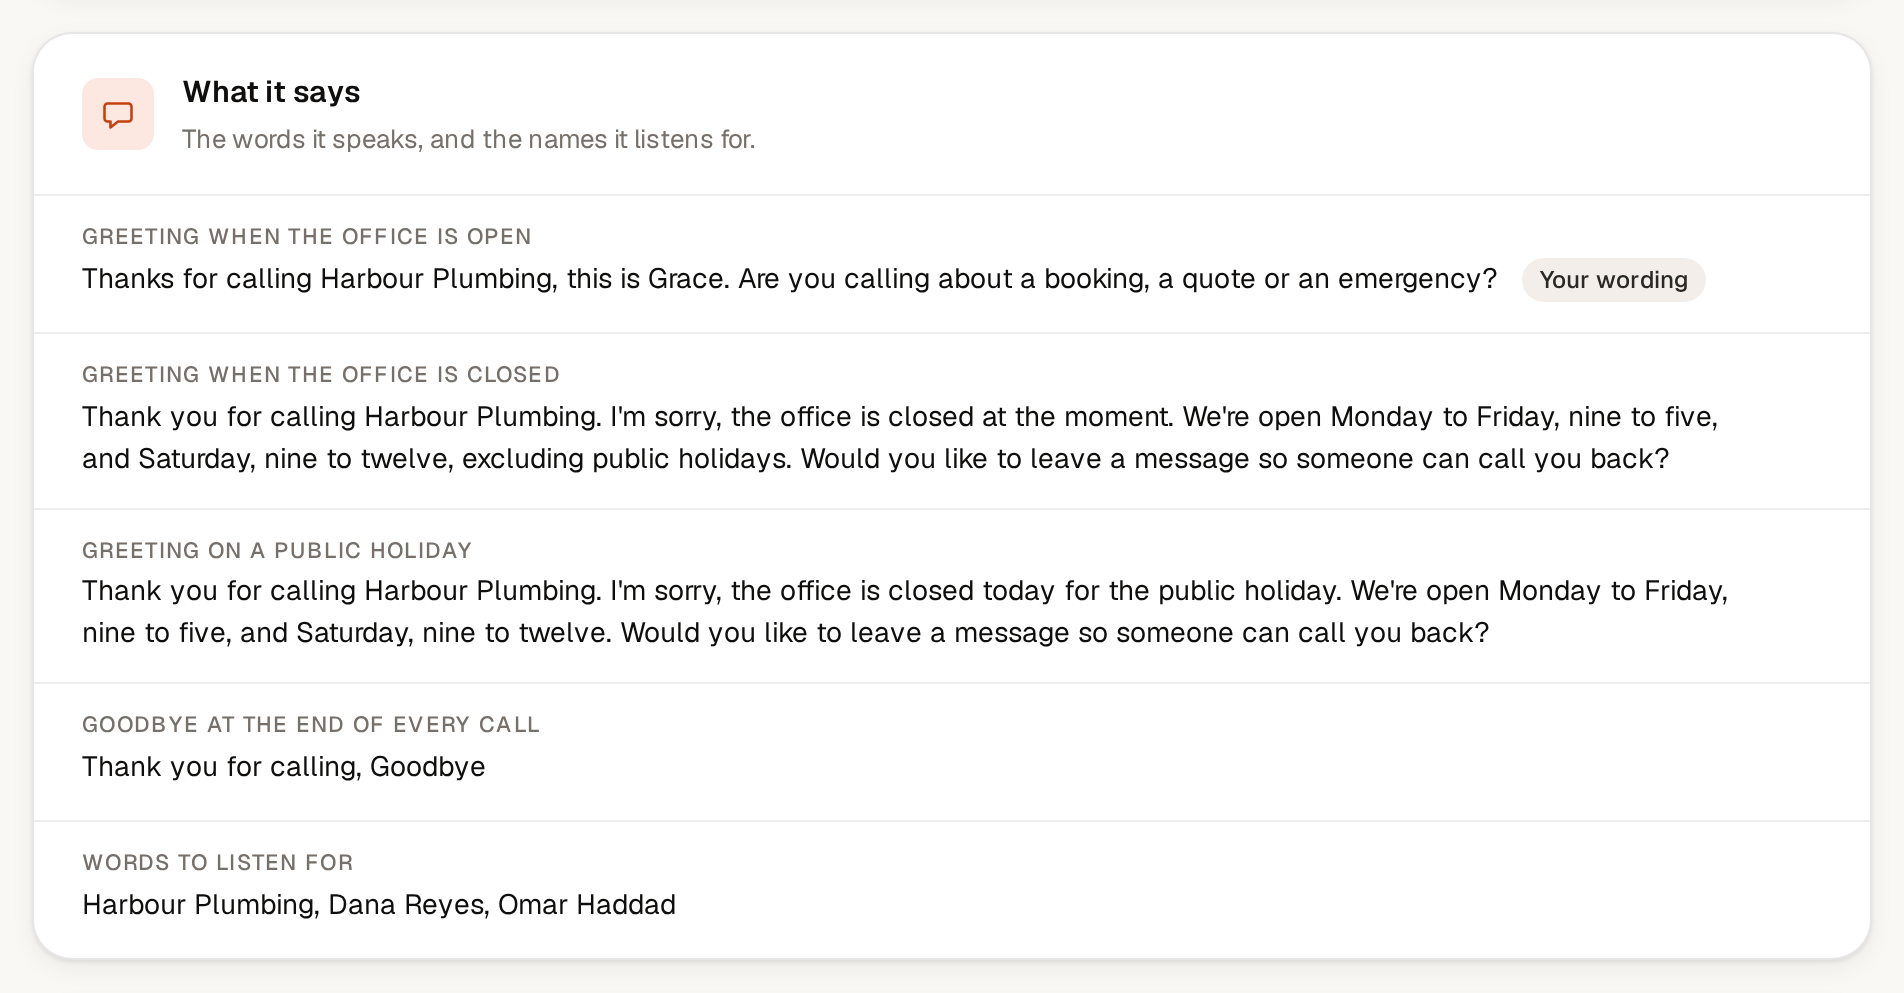 What it says
The words it speaks, and the names it listens for.
GREETING WHEN THE OFFICE IS OPEN
Thanks for calling Harbour Plumbing, this is Grace. Are you calling about a booking, a quote or an emergency? Your wording
GREETING WHEN THE OFFICE IS CLOSED
Thank you for calling Harbour Plumbing. I'm sorry, the office is closed at the moment. We're open Monday to Friday, nine to five,
and Saturday, nine to twelve, excluding public holidays. Would you like to leave a message so someone can call you back?
GREETING ON A PUBLIC HOLIDAY
Thank you for calling Harbour Plumbing. I'm sorry, the office is closed today for the public holiday. We're open Monday to Friday,
nine to five, and Saturday, nine to twelve. Would you like to leave a message so someone can call you back?
GOODBYE AT THE END OF EVERY CALL
Thank you for calling, Goodbye
WORDS TO LISTEN FOR
Harbour Plumbing, Dana Reyes, Omar Haddad